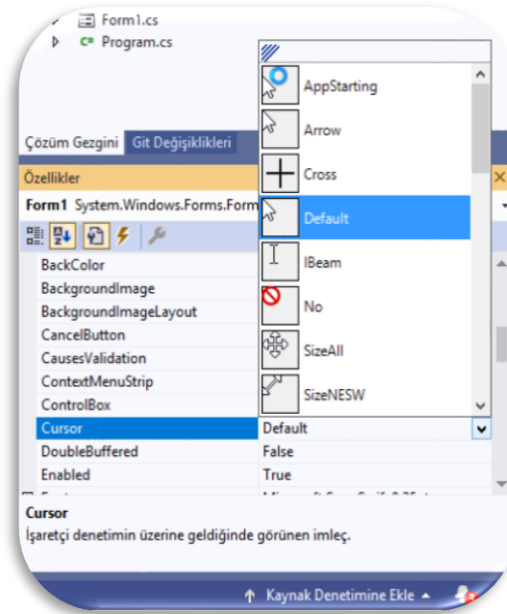 Form1.cs
C# Program.cs
AppStarting
Arrow
Cross
Default
IBeam
No
SizeAll
SizeNESW
Çözüm Gezgini Git Değişiklikleri
Özellikler
Form1 System.Windows.Forms.Form
BackColor
BackgroundImage
BackgroundImageLayout
CancelButton
CausesValidation
ContextMenuStrip
ControlBox
Cursor Default
DoubleBuffered False
Enabled True
Cursor
İşaretçi denetimin üzerine geldiğinde görünen imleç.
Kaynak Denetimine Ekle